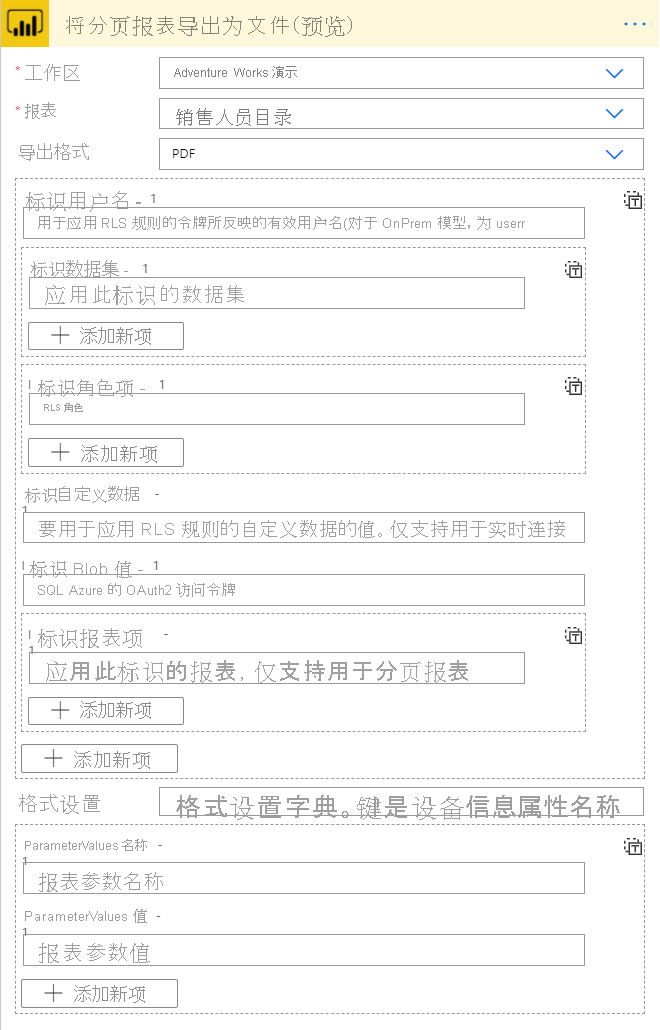 将分页报表导出为文件(预览)
* 工作区
Adventure Works 演示
* 报表
销售人员目录
导出格式
PDF
标识用户名 - 1
用于应用 RLS 规则的令牌所反映的有效用户名(对于 OnPrem 模型，为 userr
标识数据集 - 1
应用此标识的数据集
添加新项
标识角色项 - 1
RLS 角色
添加新项
标识自定义数据 -
1
要用于应用 RLS 规则的自定义数据的值。仅支持用于实时连接
标识 Blob 值 - 1
SQL Azure 的 OAuth2 访问令牌
标识报表项 -
1
应用此标识的报表，仅支持用于分页报表
添加新项
添加新项
格式设置
格式设置字典。键是设备信息属性名称
ParameterValues 名称 -
1
报表参数名称
ParameterValues 值 -
1
报表参数值
添加新项